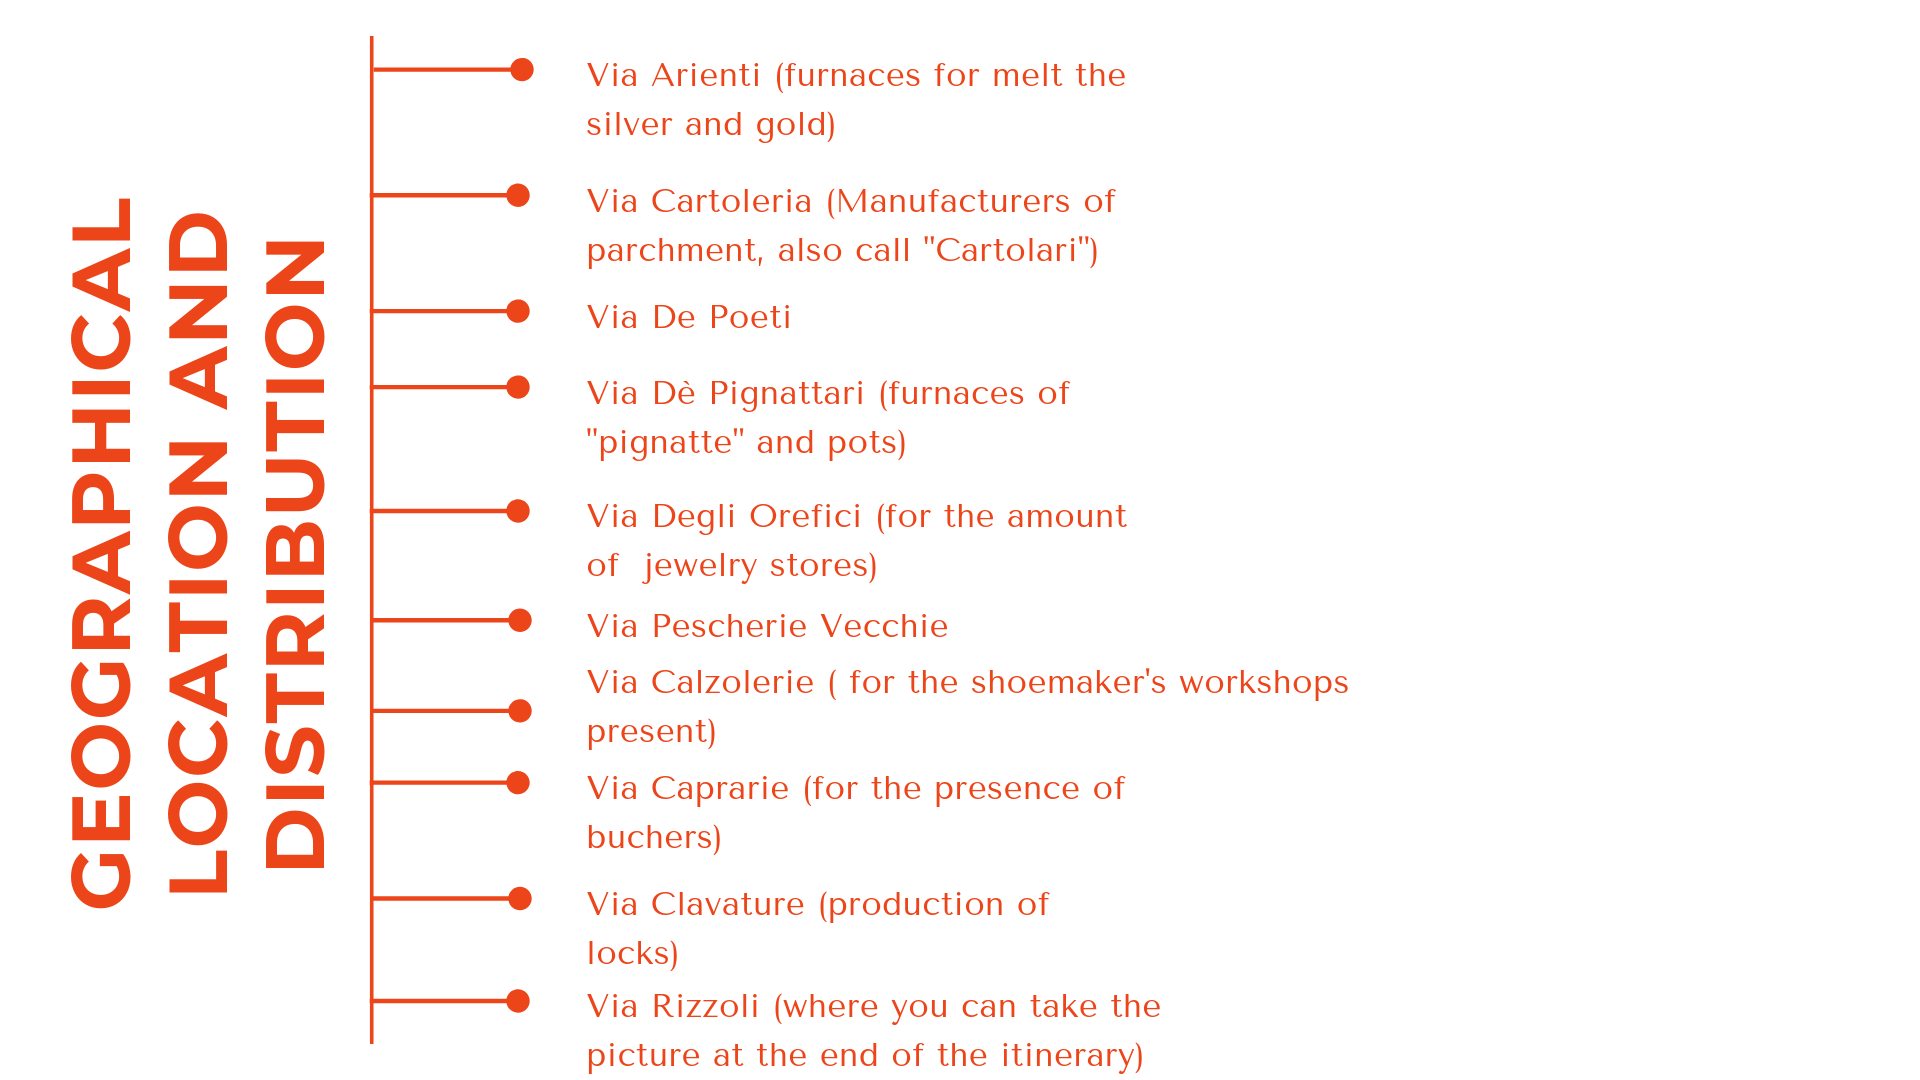 GEOGRAPHICAL
LOCATION AND
DISTRIBUTION
Via Arienti (furnaces for melt the
silver and gold)
Via Cartoleria (Manufacturers of
parchment, also call "Cartolari")
Via De Poeti
Via Dè Pignattari (furnaces of
"pignatte" and pots)
Via Degli Orefici (for the amount
of  jewelry stores)
Via Pescherie Vecchie
Via Calzolerie ( for the shoemaker's workshops
present)
Via Caprarie (for the presence of
buchers)
Via Clavature (production of
locks)
Via Rizzoli (where you can take the
picture at the end of the itinerary)